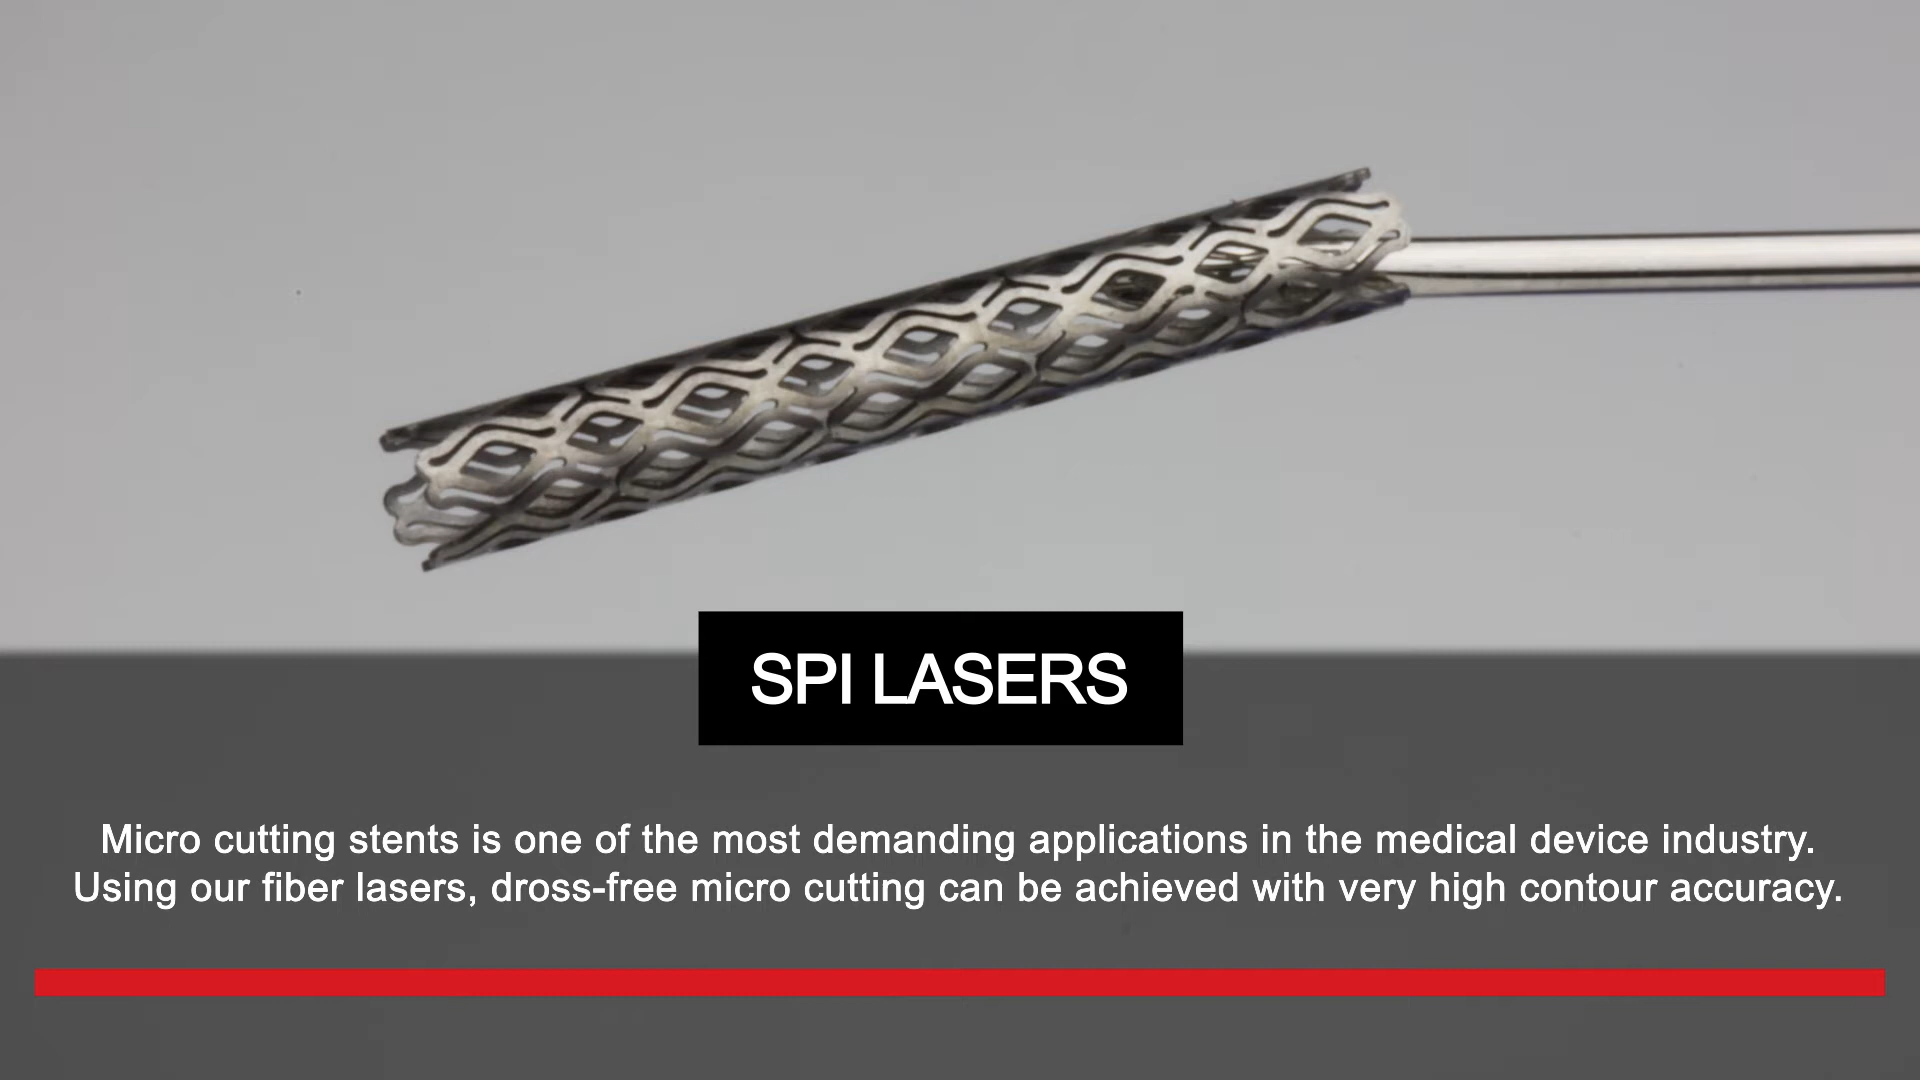 SPI LASERS
Micro cutting stents is one of the most demanding applications in the medical device industry.
Using our fiber lasers, dross-free micro cutting can be achieved with very high contour accuracy.